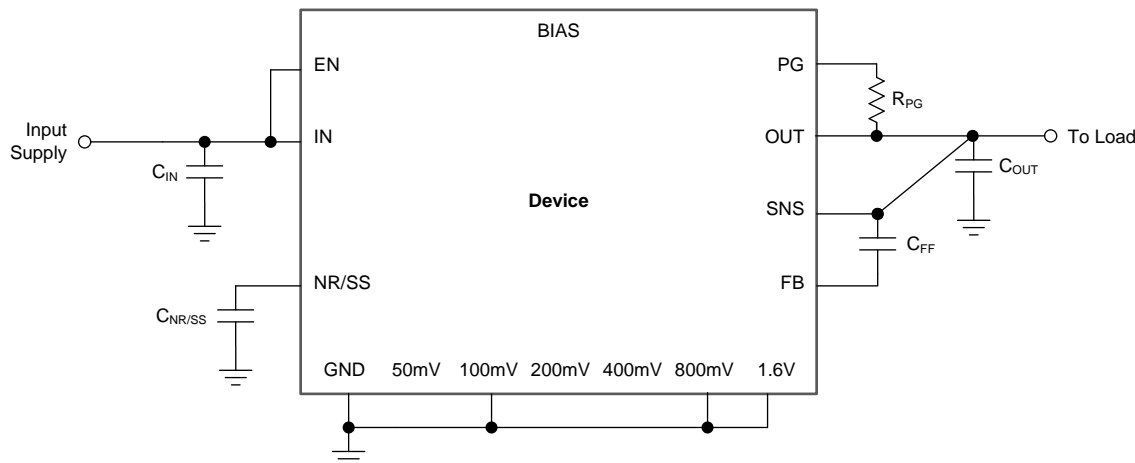 BIAS
EN
PG
RPG
Input
Supply
IN
OUT
To Load
CIN
COUT
Device
SNS
CFF
NR/SS
FB
CNR/SS
GND 50mV 100mV 200mV 400mV 800mV 1.6V